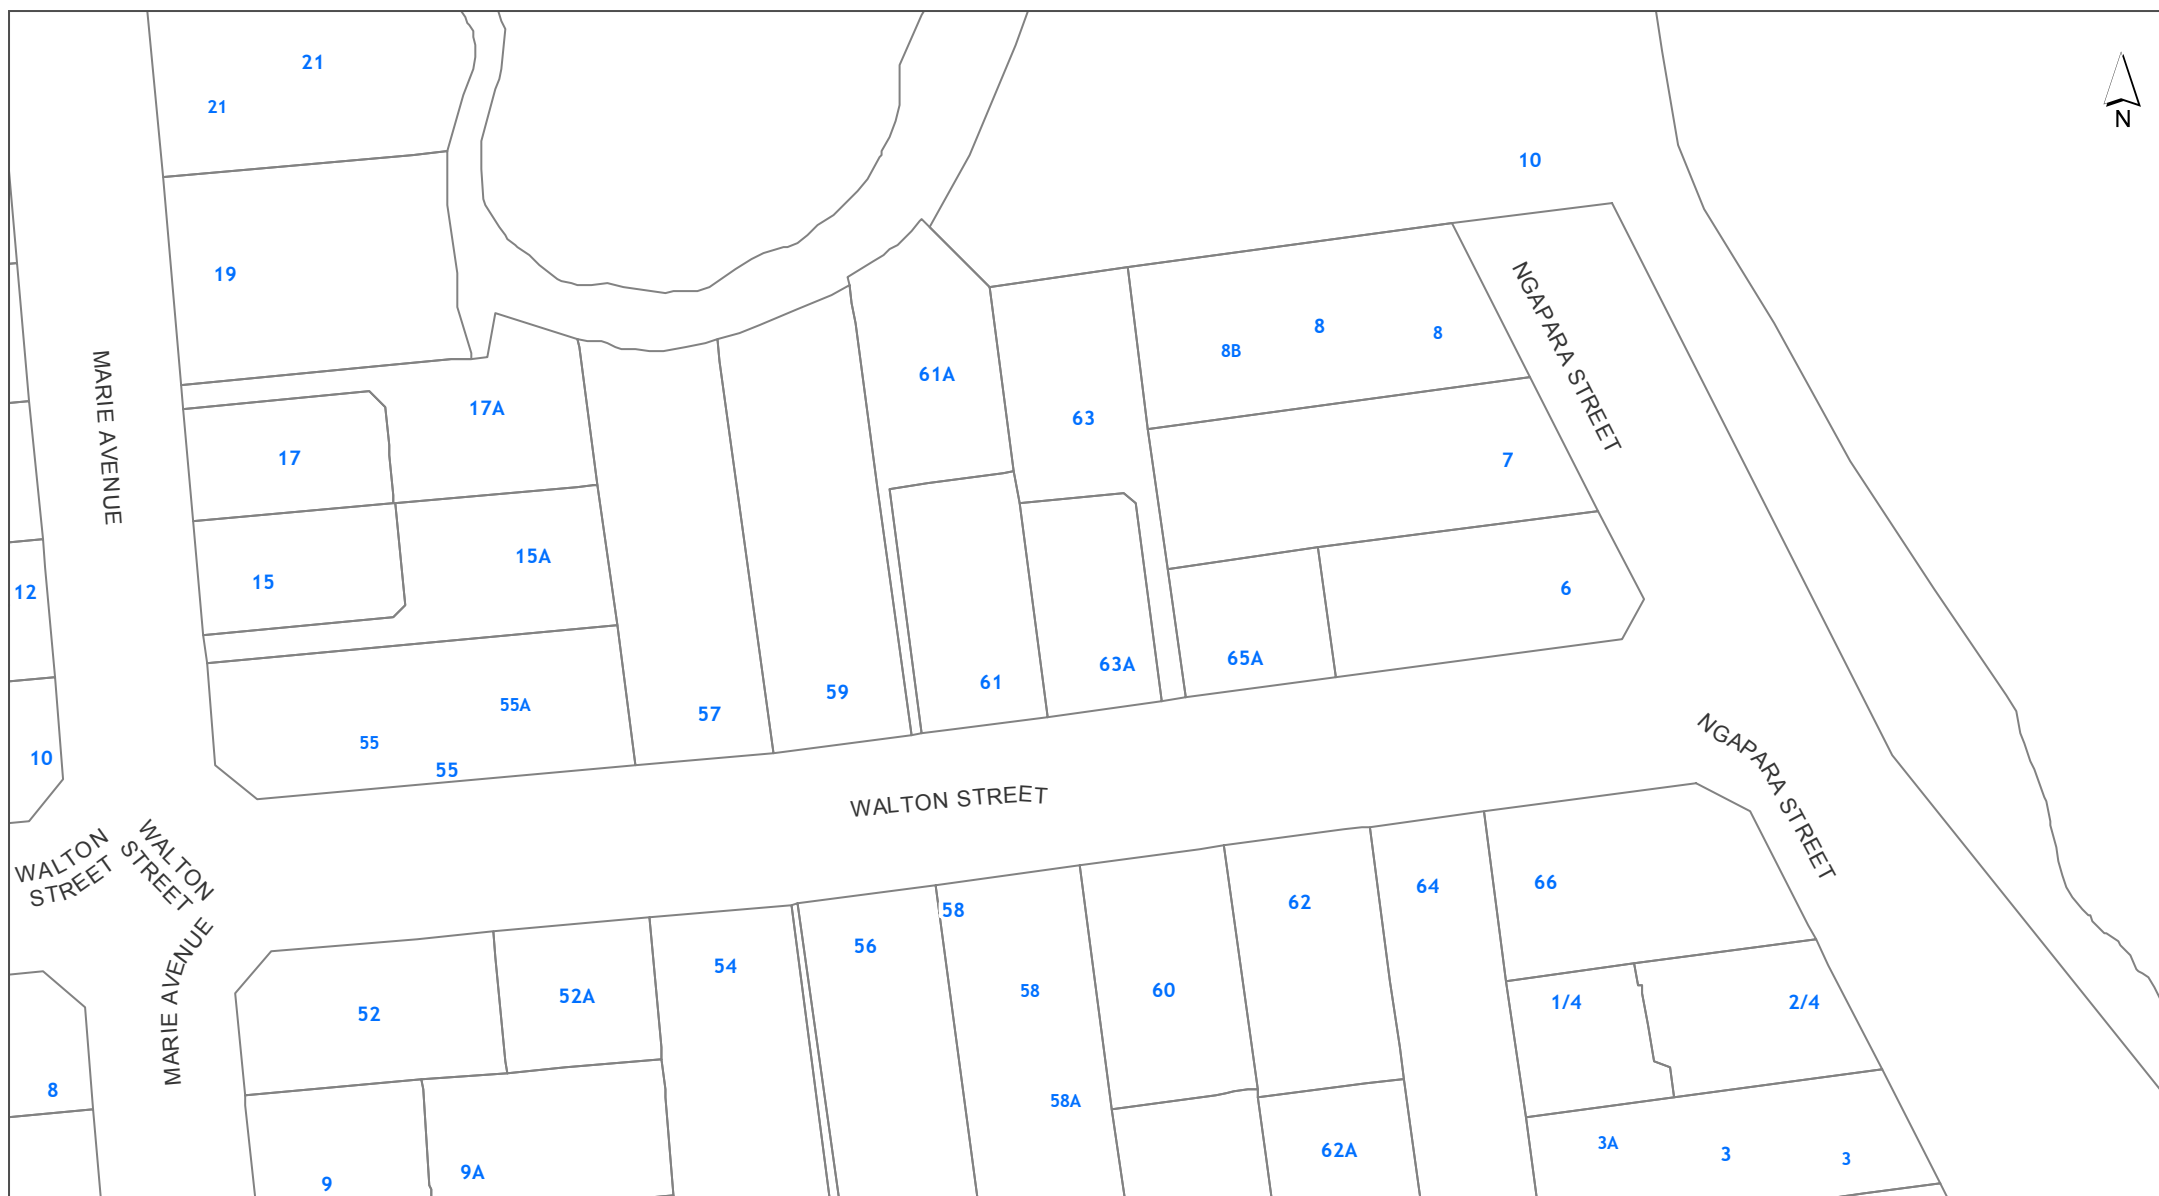 21
21
N
10
19
NGAPARA STREET
8
8
8B
MARIE AVENUE
61A
17A
63
17
7
15A
15
6
12
65A
63A
61
59
55A
57
55
55
10
NGAPARA STREET
WALTON STREET
WALTON
STREET
WALTON
STREET
66
64
62
58
56
MARIE AVENUE
54
58
60
52A
52
1/4
2/4
8
58A
3A
3
3
62A
9A
9